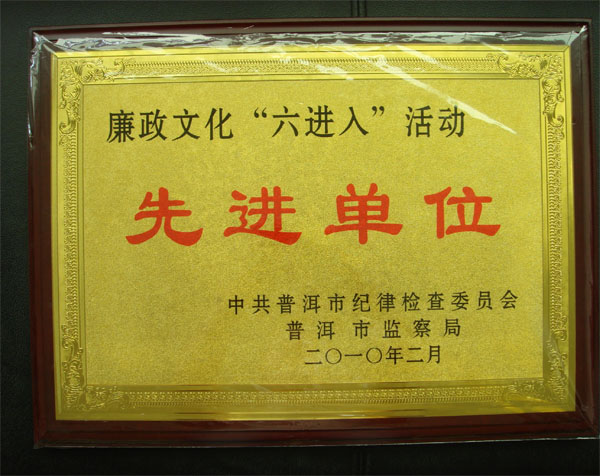 廉政文化“六进入”活动
先进单位
中共普洱市纪律检查委员会
普洱市监察局
二〇一〇年二月